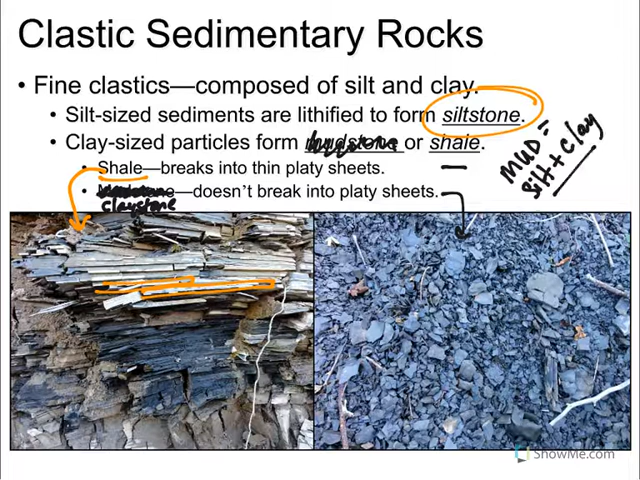 Clastic Sedimentary Rocks
• Fine clastics—composed of silt and clay.
– Silt-sized sediments are lithified to form siltstone.
– Clay-sized particles form mudstone or shale.
• Shale—breaks into thin platy sheets.
• Mudstone—doesn't break into platy sheets.
claystone
MUD =
silt + clay
ShowMe.com